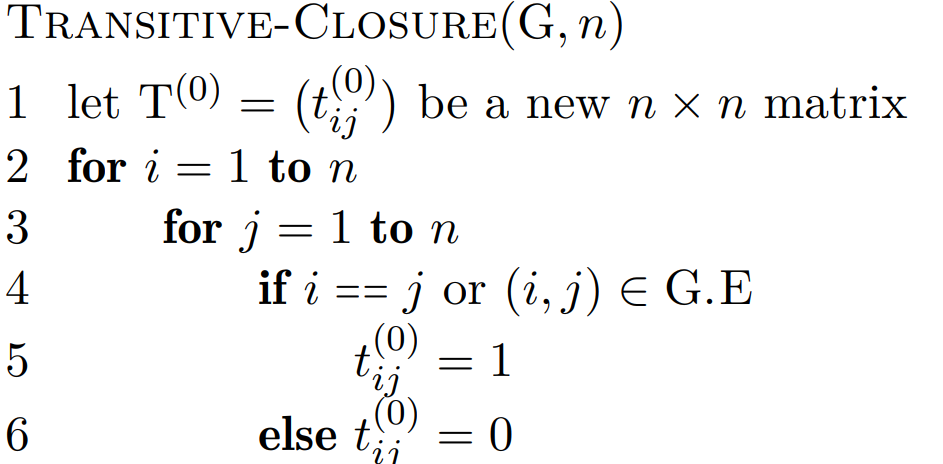 TRANSITIVE-CLOSURE(G, n)
1 let T^(0) = (t_ij^(0)) be a new n × n matrix
2 for i = 1 to n
3 for j = 1 to n
4 if i == j or (i, j) ∈ G.E
5 t_ij^(0) = 1
6 else t_ij^(0) = 0